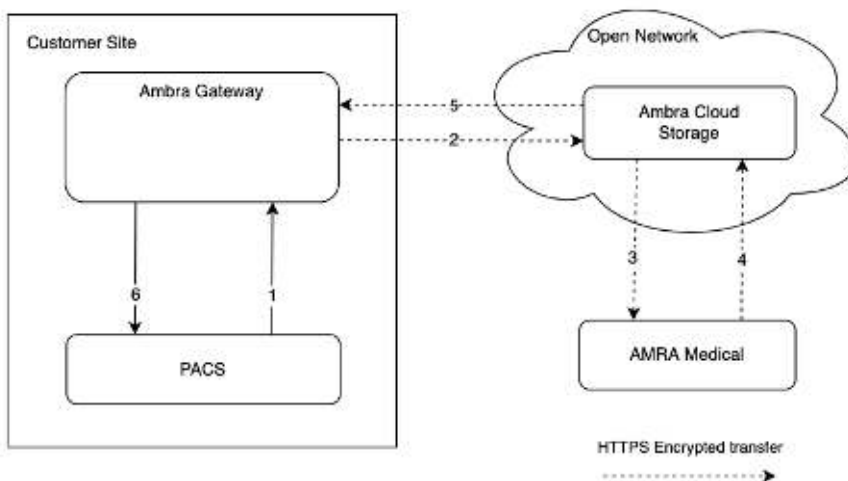 Customer Site
Open Network
Ambra Gateway
Ambra Cloud
Storage
5
2
3
4
6
1
PACS
AMRA Medical
HTTPS Encrypted transfer